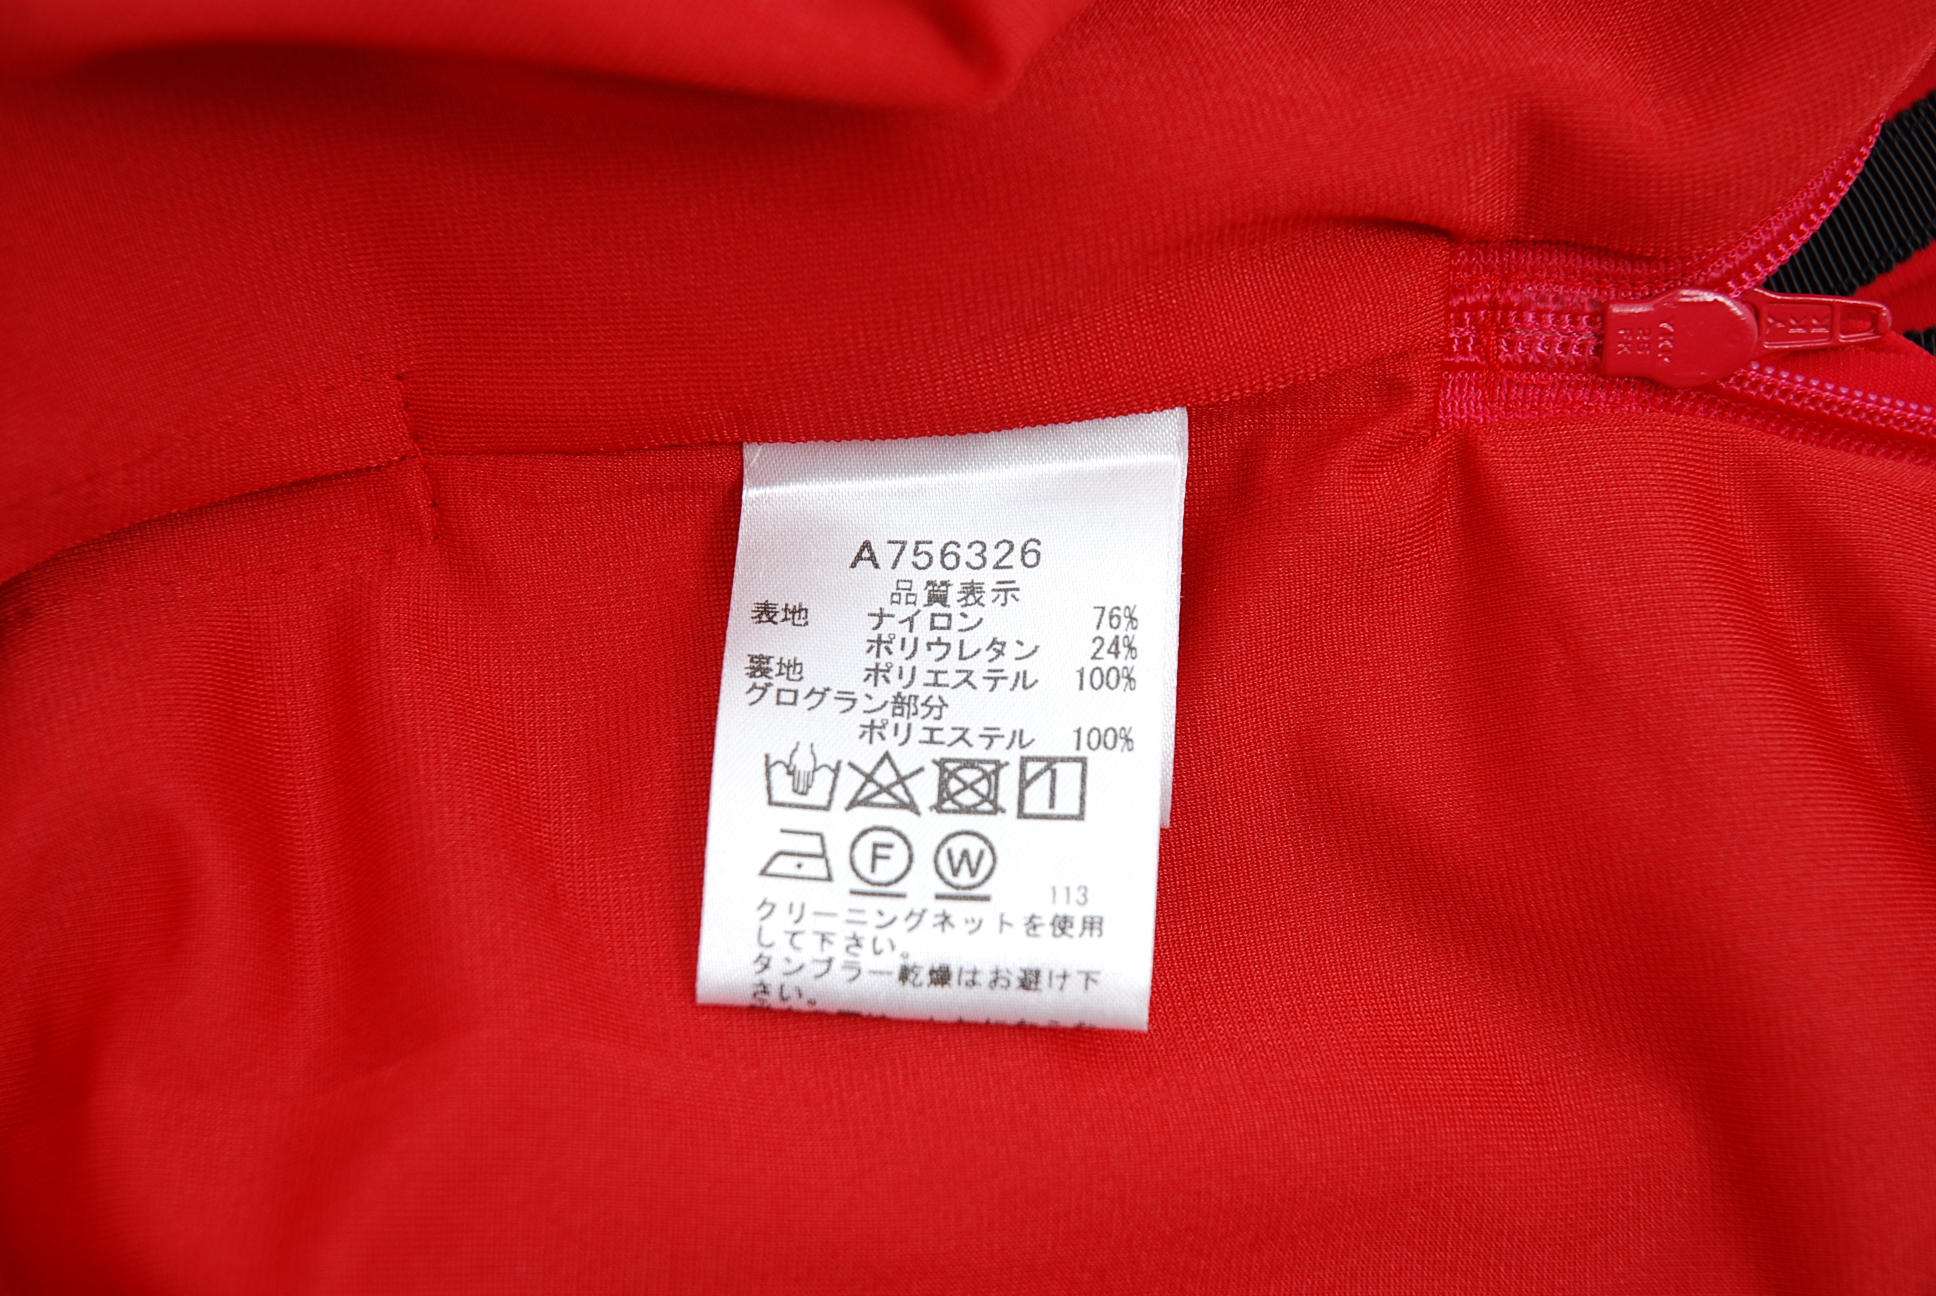 A756326
品質表示
表地 ナイロン 76%
ポリウレタン 24%
裏地 ポリエステル 100%
グログラン部分
ポリエステル 100%
F W
113
クリーニングネットを使用
して下さい。
タンブラー乾燥はお避け下
さい。
YKK